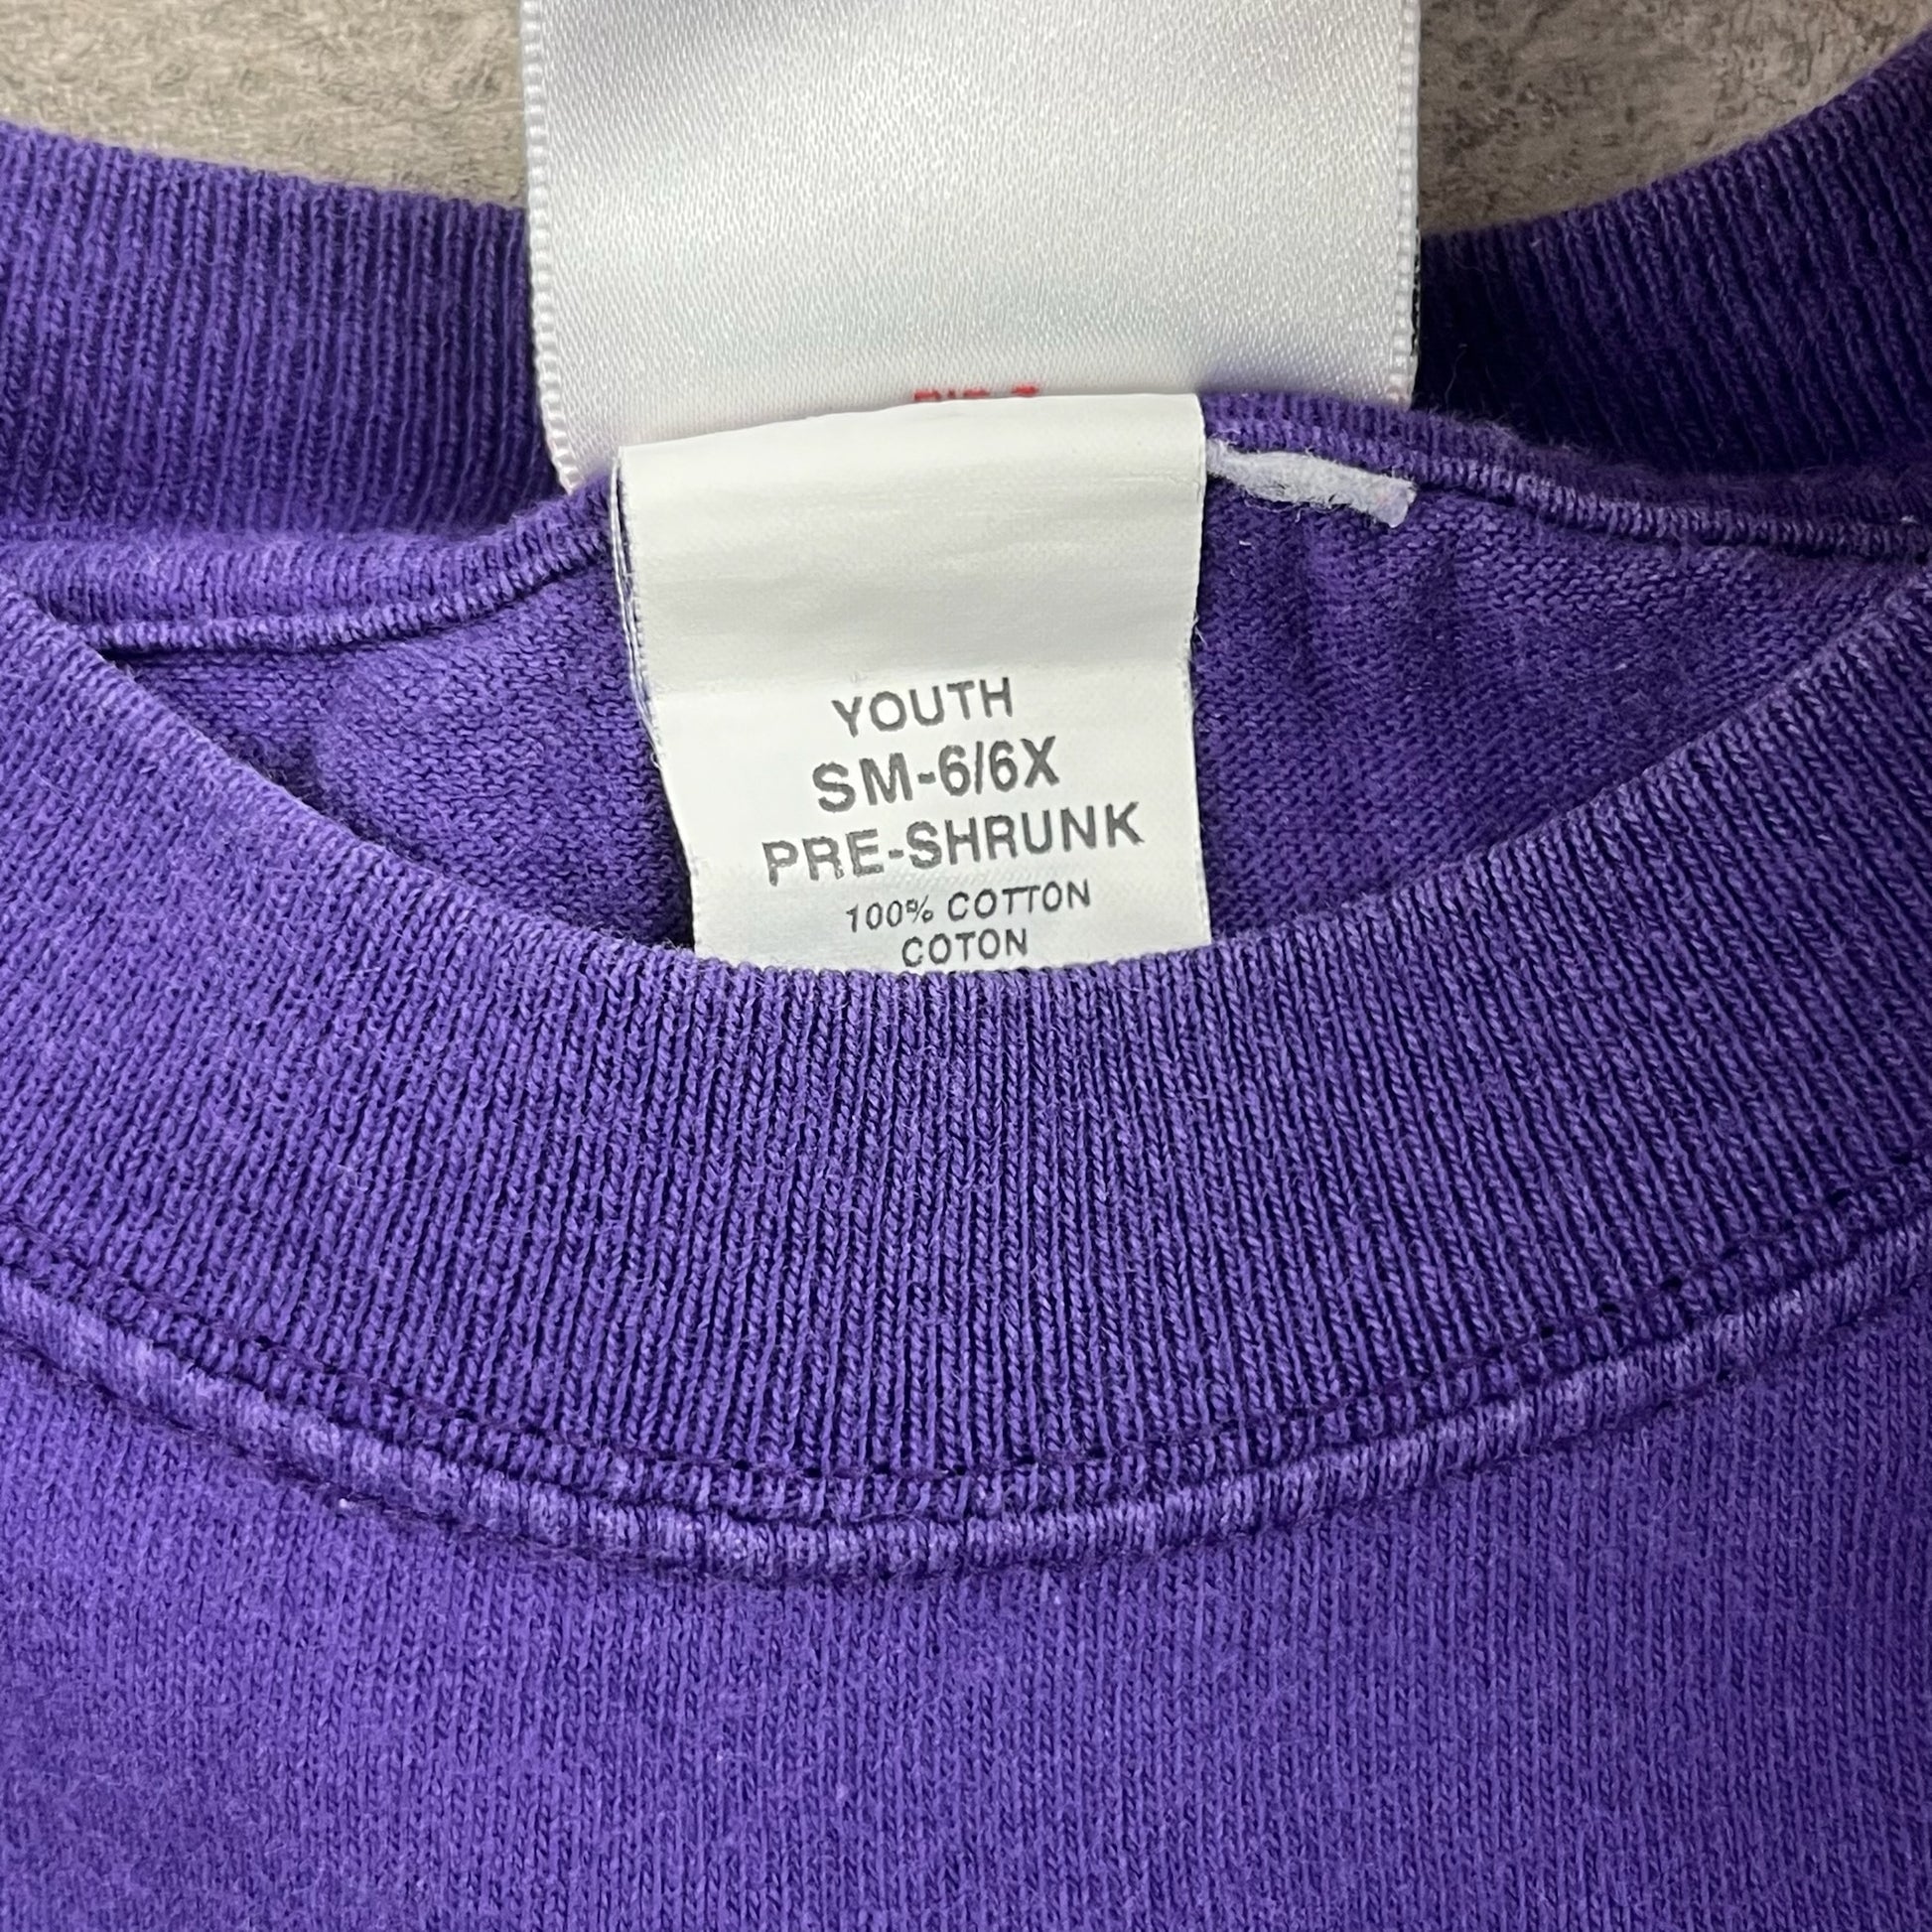 YOUTH
SM-6/6X
PRE-SHRUNK
100% COTTON
COTON